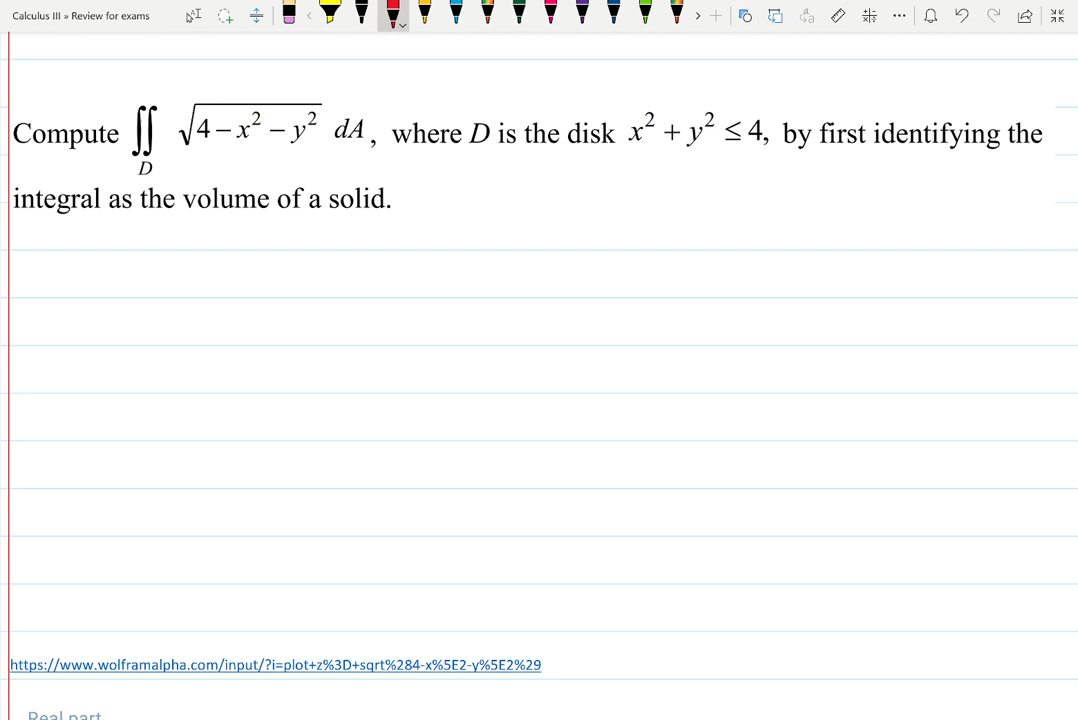 Calculus III » Review for exams
Compute ∬_D √(4 − x² − y²) dA, where D is the disk x² + y² ≤ 4, by first identifying the
integral as the volume of a solid.
https://www.wolframalpha.com/input/?i=plot+z%3D+sqrt%284-x%5E2-y%5E2%29
Real part